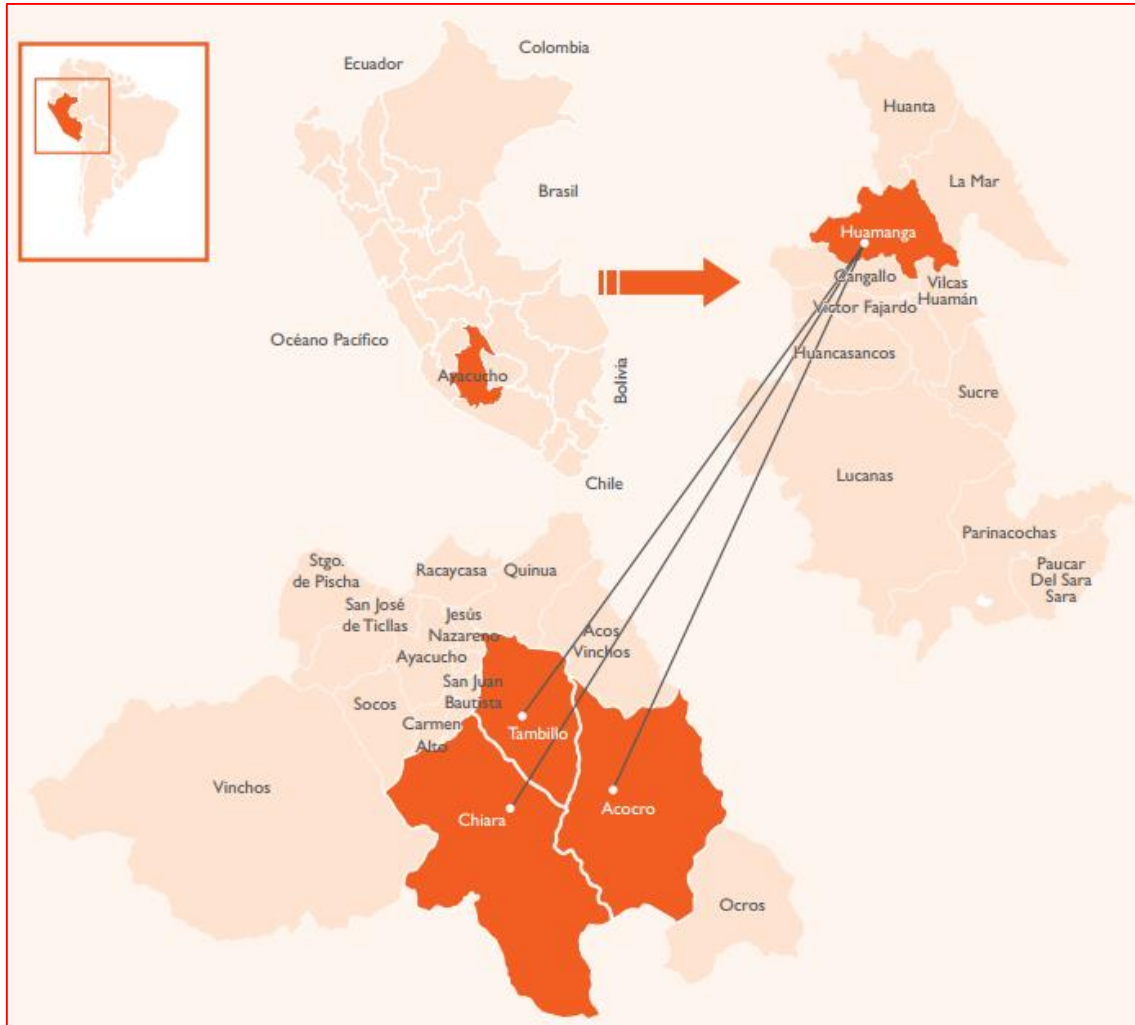 Colombia
Ecuador
Brasil
Océano Pacífico
Ayacucho
Bolivia
Chile
Huanta
La Mar
Huamanga
Cangallo
Vilcas
Huamán
Víctor Fajardo
Huancasancos
Sucre
Lucanas
Parinacochas
Paucar
Del Sara
Sara
Stgo.
de Pischa
Racaycasa
Quinua
San José
de Ticllas
Jesús
Nazareno
Acos
Vinchos
Ayacucho
San Juan
Bautista
Socos
Carmen
Alto
Tambillo
Vinchos
Chiara
Acocro
Ocros